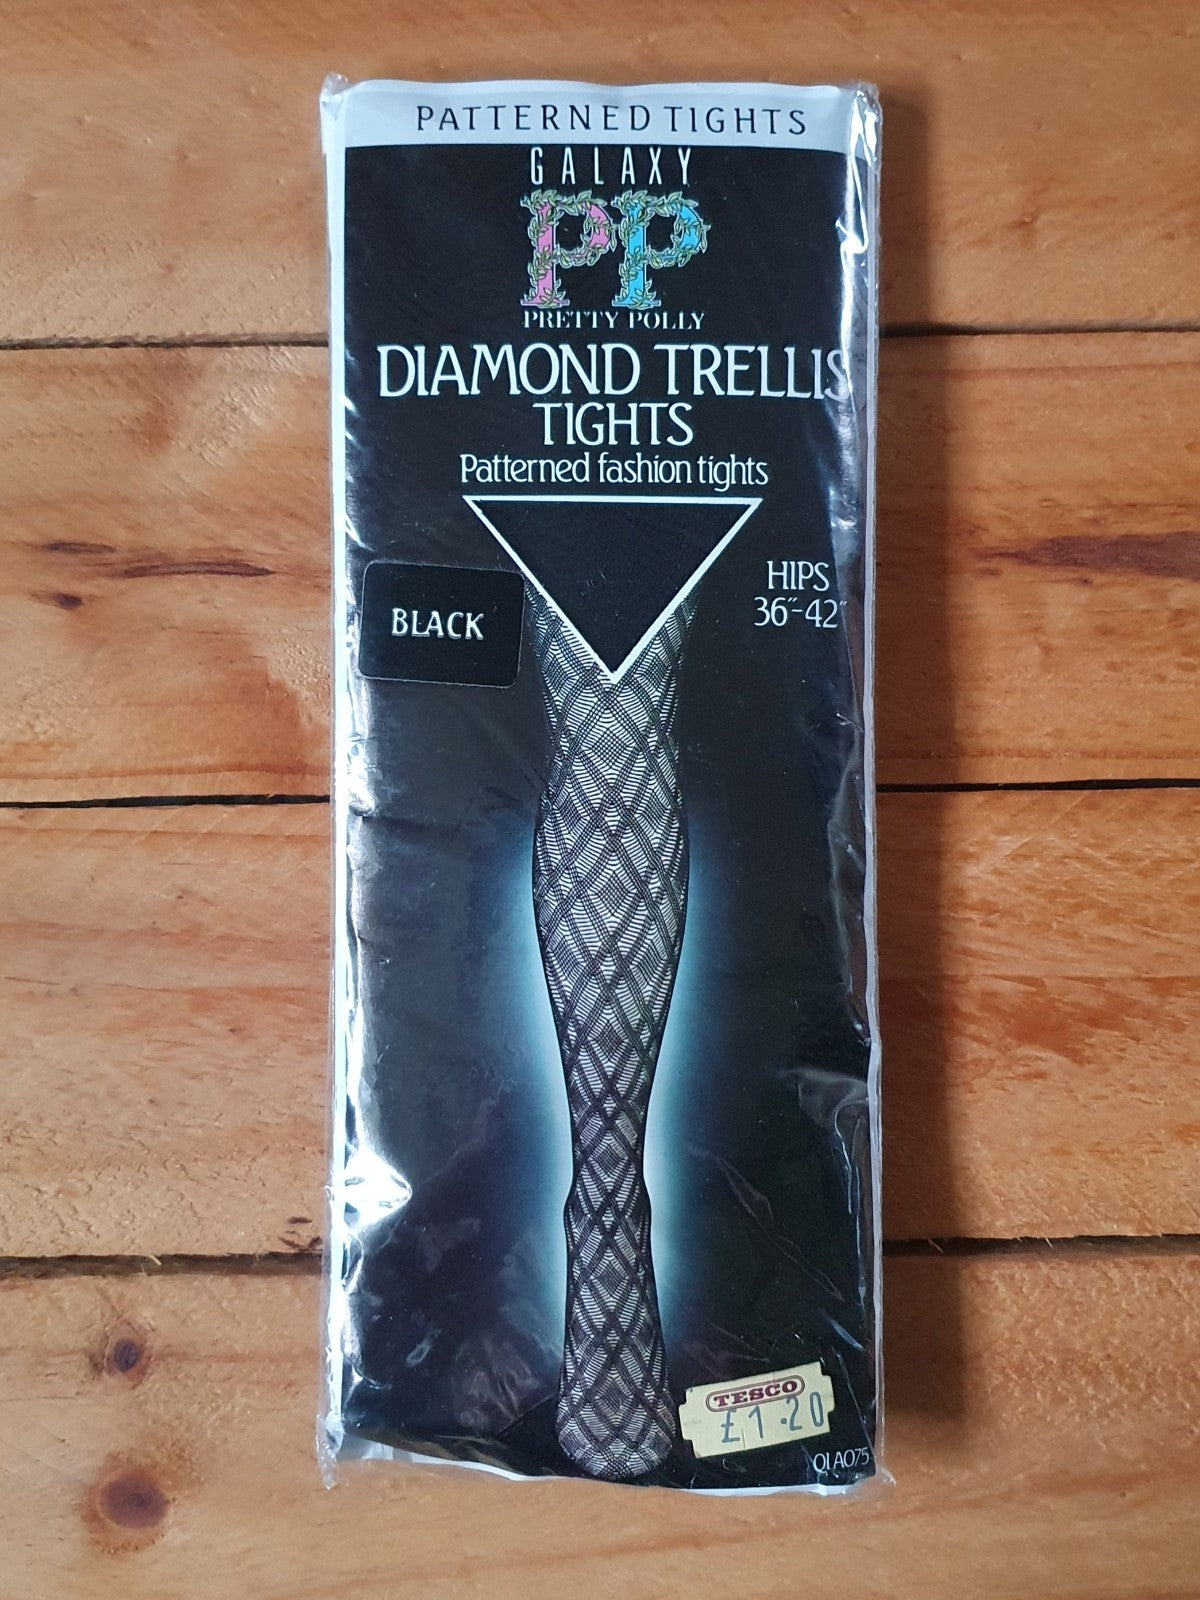 PATTERNED TIGHTS
GALAXY
PP
PRETTY POLLY
DIAMOND TRELLIS
TIGHTS
Patterned fashion tights
HIPS
36"-42"
BLACK
TESCO
£1.20
QIA075